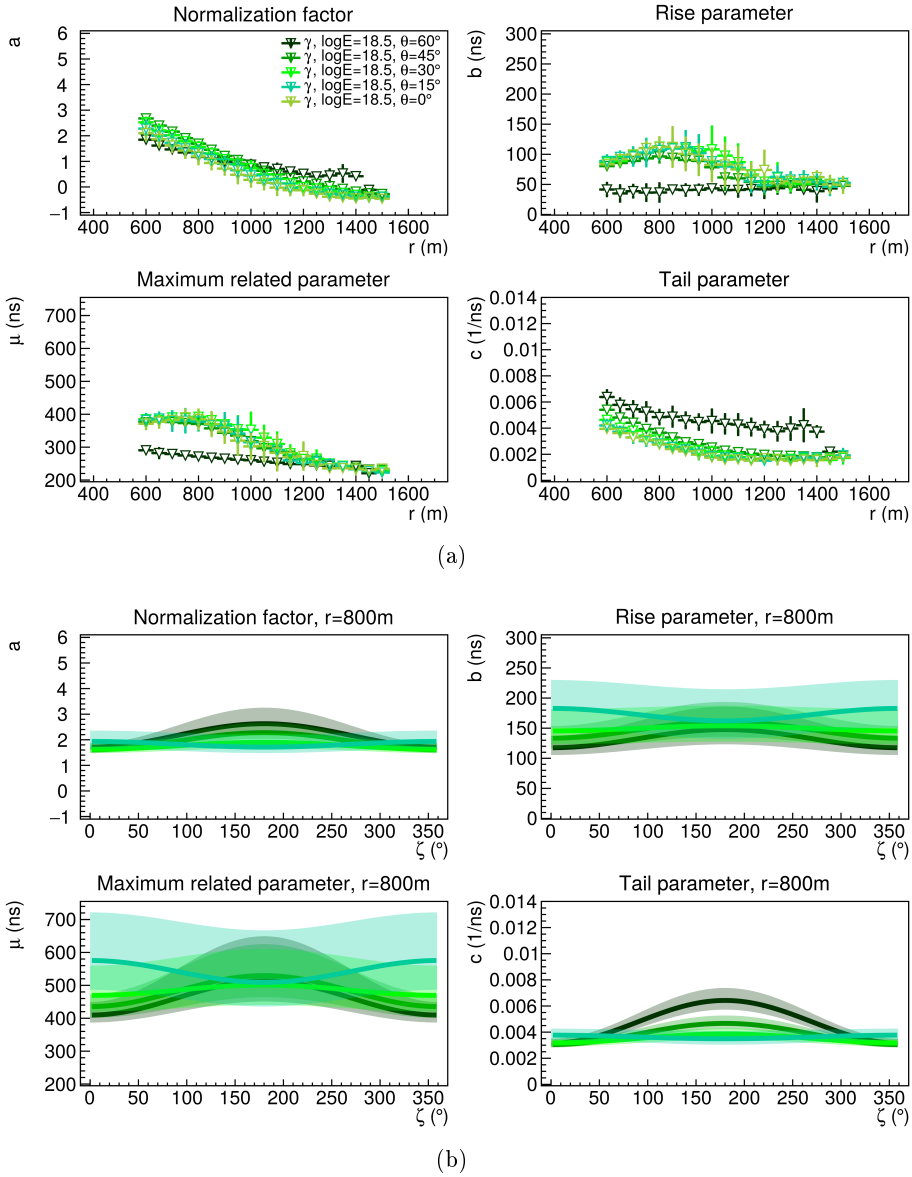 Normalization factor
a
6
5
4
3
2
1
0
−1
γ, logE=18.5, θ=60°
γ, logE=18.5, θ=45°
γ, logE=18.5, θ=30°
γ, logE=18.5, θ=15°
γ, logE=18.5, θ=0°
400 600 800 1000 1200 1400 1600
r (m)
Rise parameter
b (ns)
300
250
200
150
100
50
0
400 600 800 1000 1200 1400 1600
r (m)
Maximum related parameter
μ (ns)
700
600
500
400
300
200
400 600 800 1000 1200 1400 1600
r (m)
Tail parameter
c (1/ns)
0.014
0.012
0.01
0.008
0.006
0.004
0.002
0
400 600 800 1000 1200 1400 1600
r (m)
(a)
Normalization factor, r=800m
a
6
5
4
3
2
1
0
−1
0 50 100 150 200 250 300 350
ζ (°)
Rise parameter, r=800m
b (ns)
300
250
200
150
100
50
0
0 50 100 150 200 250 300 350
ζ (°)
Maximum related parameter, r=800m
μ (ns)
700
600
500
400
300
200
0 50 100 150 200 250 300 350
ζ (°)
Tail parameter, r=800m
c (1/ns)
0.014
0.012
0.01
0.008
0.006
0.004
0.002
0
0 50 100 150 200 250 300 350
ζ (°)
(b)